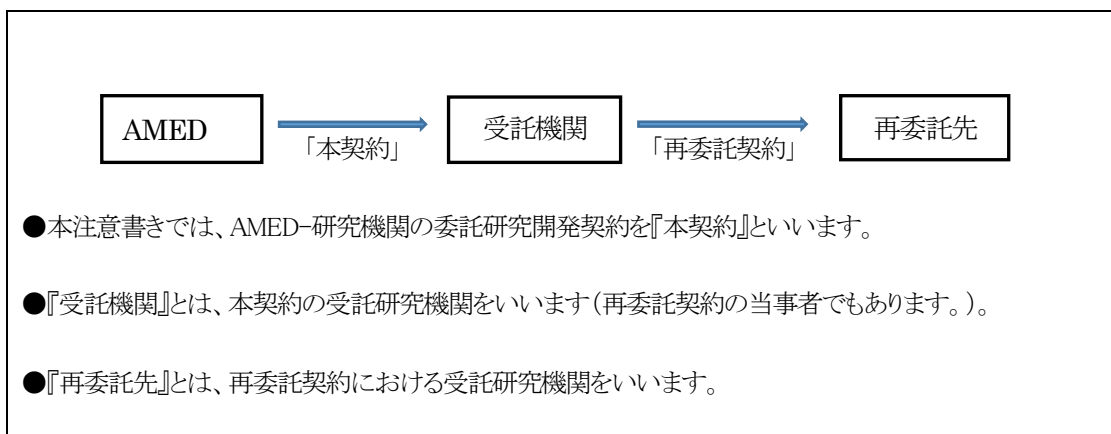 AMED
受託機関
再委託先
「本契約」
「再委託契約」
●本注意書きでは、AMED-研究機関の委託研究開発契約を『本契約』といいます。
●『受託機関』とは、本契約の受託研究機関をいいます(再委託契約の当事者でもあります。)。
●『再委託先』とは、再委託契約における受託研究機関をいいます。